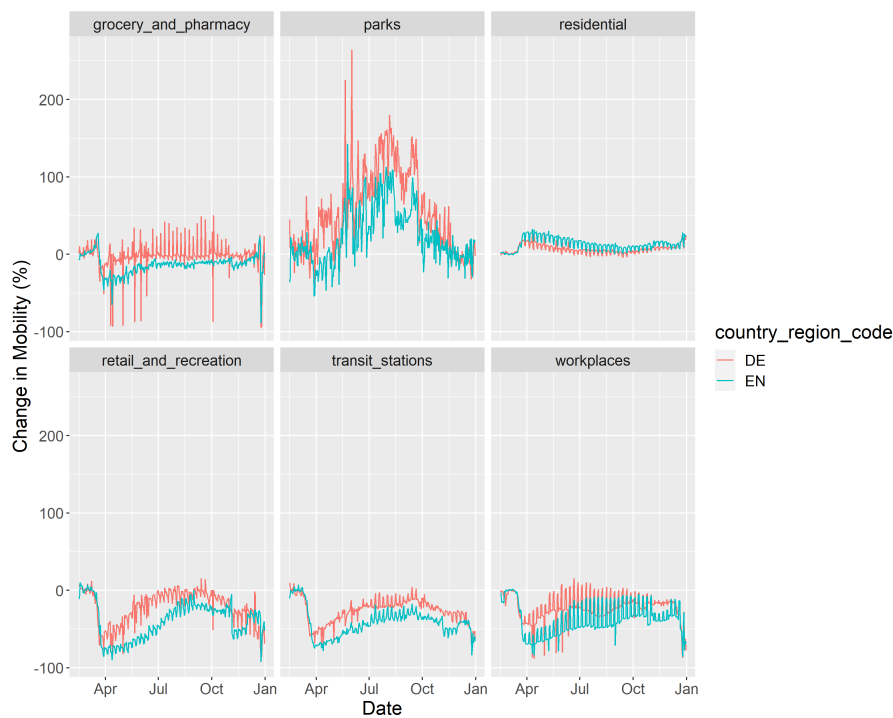 grocery_and_pharmacy
parks
residential
200
100
0
-100
retail_and_recreation
transit_stations
workplaces
200
100
0
-100
Apr
Jul
Oct
Jan
Apr
Jul
Oct
Jan
Apr
Jul
Oct
Jan
Change in Mobility (%)
Date
country_region_code
DE
EN